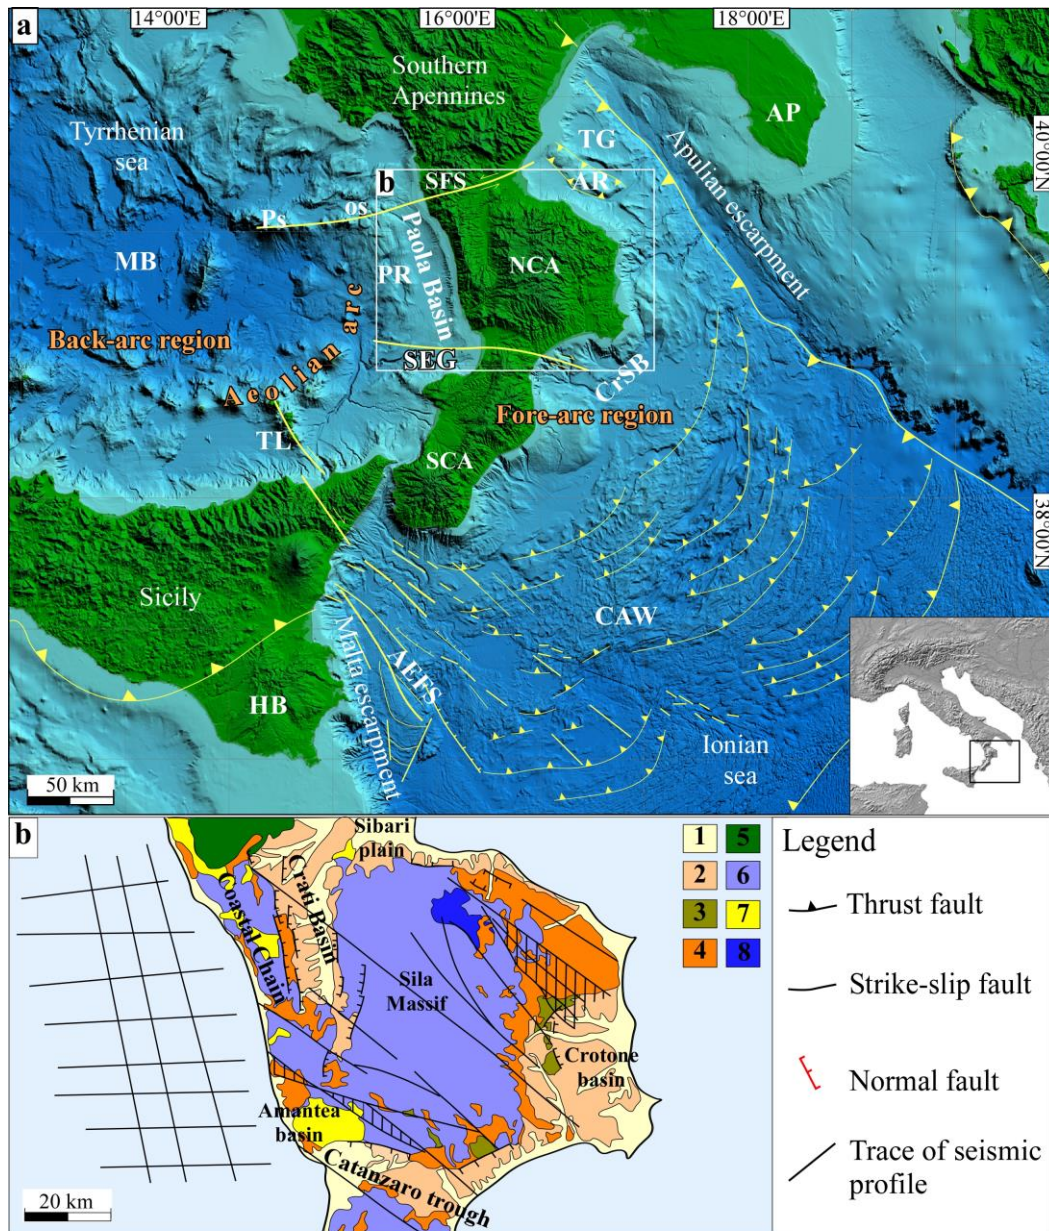 14°00'E
16°00'E
18°00'E
a
Southern
Apennines
Tyrrhenian
sea
AP
TG
40°00'N
Apulian escarpment
b
SFS
AR
Ps
os
Paola Basin
MB
PR
NCA
Back-arc region
Aeolian arc
SEG
CrSB
Fore-arc region
TL
SCA
38°00'N
Sicily
CAW
Malta escarpment
AEFS
HB
Ionian
sea
50 km
b
Sibari
plain
1
5
2
6
3
7
4
8
Legend
Crati Basin
Coastal Chain
Thrust fault
Sila
Massif
Strike-slip fault
Crotone
basin
Normal fault
Amantea
basin
Catanzaro trough
Trace of seismic
profile
20 km